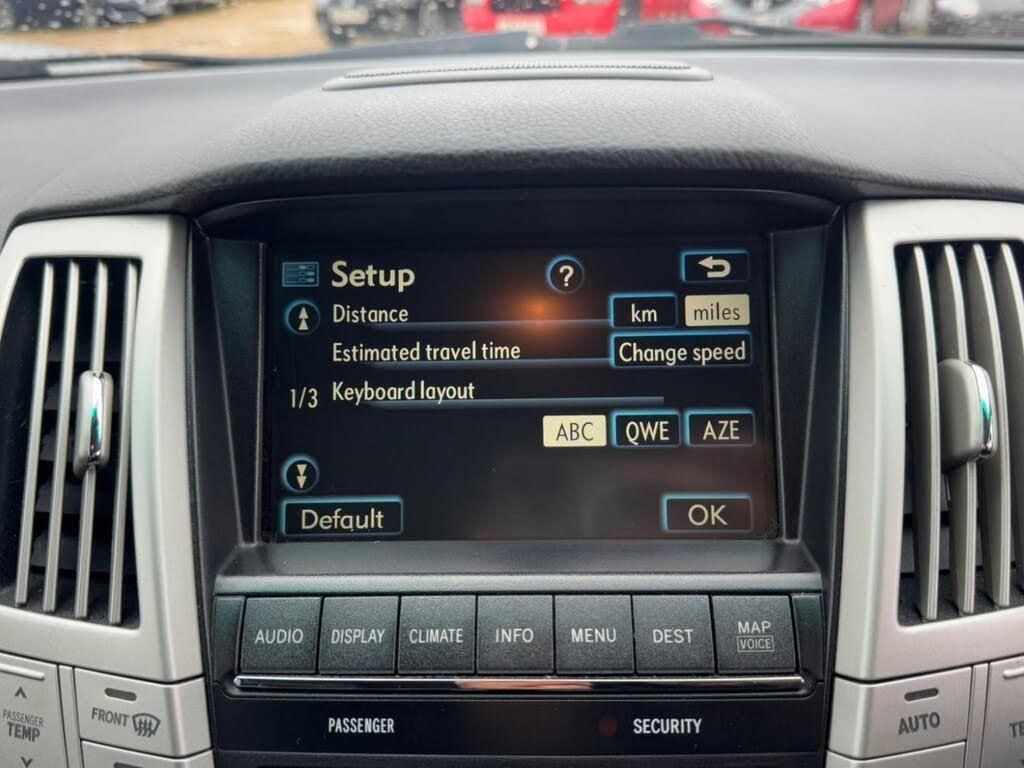 Setup ?
Distance km miles
Estimated travel time Change speed
1/3 Keyboard layout
ABC QWE AZE
Default OK
AUDIO DISPLAY CLIMATE INFO MENU DEST MAP
VOICE
PASSENGER
TEMP
FRONT
PASSENGER SECURITY
AUTO